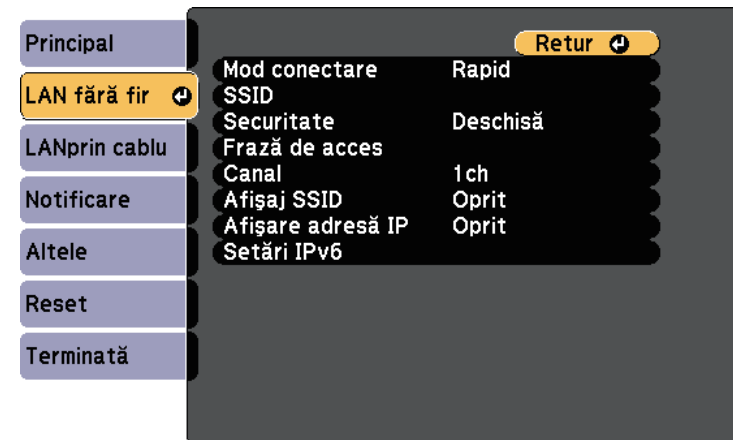 Principal
LAN fără fir
LANprin cablu
Notificare
Altele
Reset
Terminată
Retur
Mod conectare Rapid
SSID
Securitate Deschisă
Frază de acces
Canal 1ch
Afişaj SSID Oprit
Afişare adresă IP Oprit
Setări IPv6